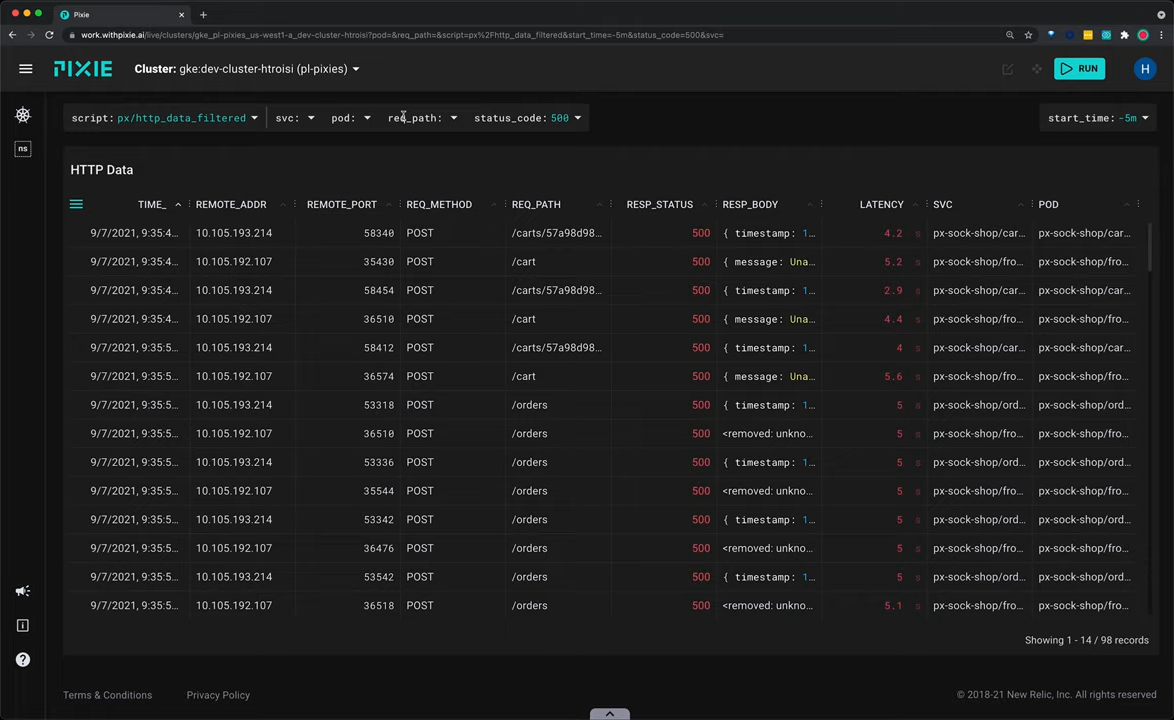 Pixie
work.withpixie.ai/live/clusters/gke_pl-pixies_us-west1-a_dev-cluster-htroisi?pod=&req_path=&script=px%2Fhttp_data_filtered&start_time=-5m&status_code=500&svc=
PIXIE Cluster: gke:dev-cluster-htroisi (pl-pixies) RUN H
script: px/http_data_filtered svc: pod: req_path: status_code: 500 start_time: -5m
ns
HTTP Data
TIME_ REMOTE_ADDR REMOTE_PORT REQ_METHOD REQ_PATH RESP_STATUS RESP_BODY LATENCY SVC POD
9/7/2021, 9:35:4... 10.105.193.214 58340 POST /carts/57a98d98... 500 { timestamp: 1... 4.2 s px-sock-shop/car... px-sock-shop/car...
9/7/2021, 9:35:4... 10.105.192.107 35430 POST /cart 500 { message: Una... 5.2 s px-sock-shop/fro... px-sock-shop/fro...
9/7/2021, 9:35:4... 10.105.193.214 58454 POST /carts/57a98d98... 500 { timestamp: 1... 2.9 s px-sock-shop/car... px-sock-shop/car...
9/7/2021, 9:35:4... 10.105.192.107 36510 POST /cart 500 { message: Una... 4.4 s px-sock-shop/fro... px-sock-shop/fro...
9/7/2021, 9:35:5... 10.105.193.214 58412 POST /carts/57a98d98... 500 { timestamp: 1... 4 s px-sock-shop/car... px-sock-shop/car...
9/7/2021, 9:35:5... 10.105.192.107 36574 POST /cart 500 { message: Una... 5.6 s px-sock-shop/fro... px-sock-shop/fro...
9/7/2021, 9:35:5... 10.105.193.214 53318 POST /orders 500 { timestamp: 1... 5 s px-sock-shop/ord... px-sock-shop/ord...
9/7/2021, 9:35:5... 10.105.192.107 36510 POST /orders 500 <removed: unkno... 5 s px-sock-shop/fro... px-sock-shop/fro...
9/7/2021, 9:35:5... 10.105.193.214 53336 POST /orders 500 { timestamp: 1... 5 s px-sock-shop/ord... px-sock-shop/ord...
9/7/2021, 9:35:5... 10.105.192.107 35544 POST /orders 500 <removed: unkno... 5 s px-sock-shop/fro... px-sock-shop/fro...
9/7/2021, 9:35:5... 10.105.193.214 53342 POST /orders 500 { timestamp: 1... 5 s px-sock-shop/ord... px-sock-shop/ord...
9/7/2021, 9:35:5... 10.105.192.107 36476 POST /orders 500 <removed: unkno... 5 s px-sock-shop/fro... px-sock-shop/fro...
9/7/2021, 9:35:5... 10.105.193.214 53542 POST /orders 500 { timestamp: 1... 5 s px-sock-shop/ord... px-sock-shop/ord...
9/7/2021, 9:35:5... 10.105.192.107 36518 POST /orders 500 <removed: unkno... 5.1 s px-sock-shop/fro... px-sock-shop/fro...
Showing 1 - 14 / 98 records
Terms & Conditions Privacy Policy © 2018-21 New Relic, Inc. All rights reserved